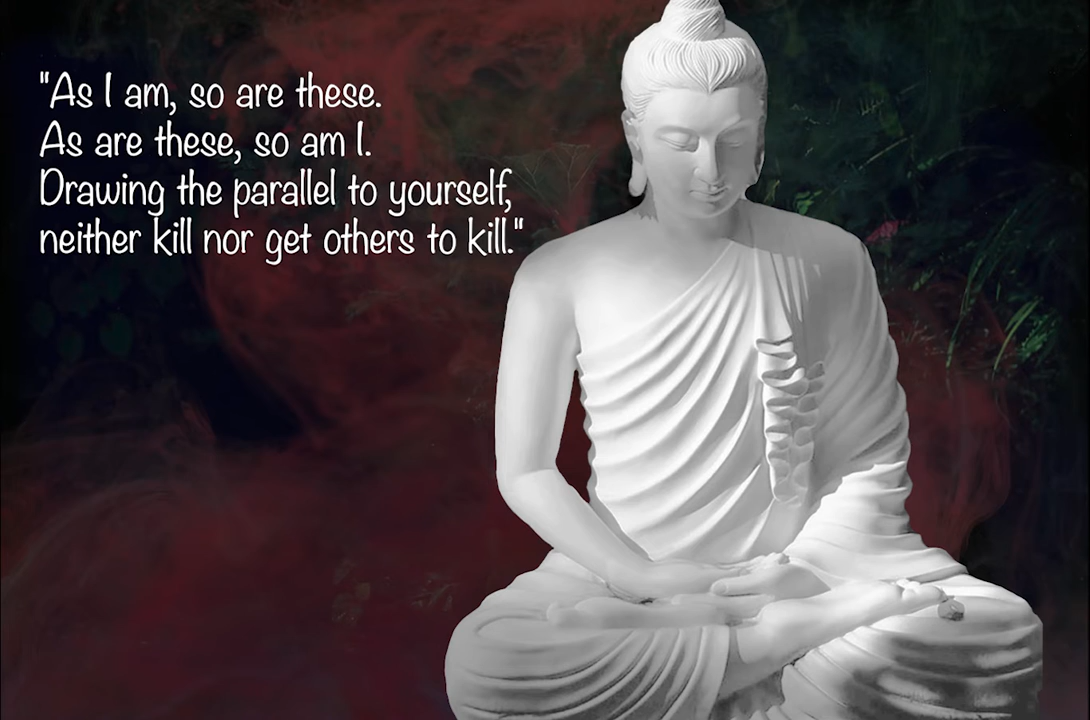 "As I am, so are these.
As are these, so am I.
Drawing the parallel to yourself,
neither kill nor get others to kill."